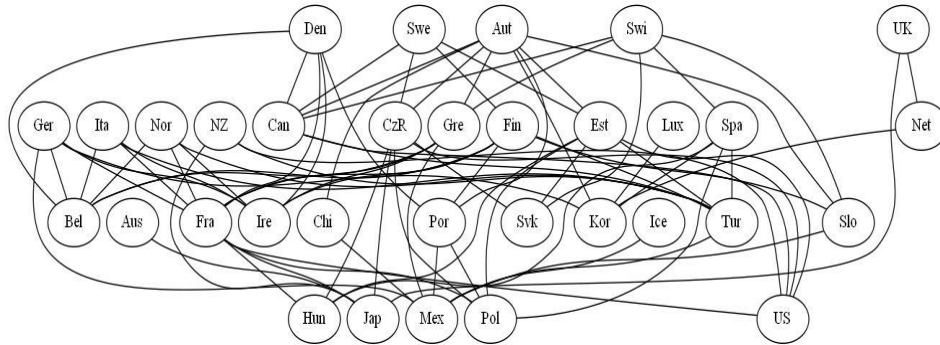 Den Swe Aut Swi UK
Ger Ita Nor NZ Can CzR Gre Fin Est Lux Spa Net
Bel Aus Fra Ire Chi Por Svk Kor Ice Tur Slo
Hun Jap Mex Pol US